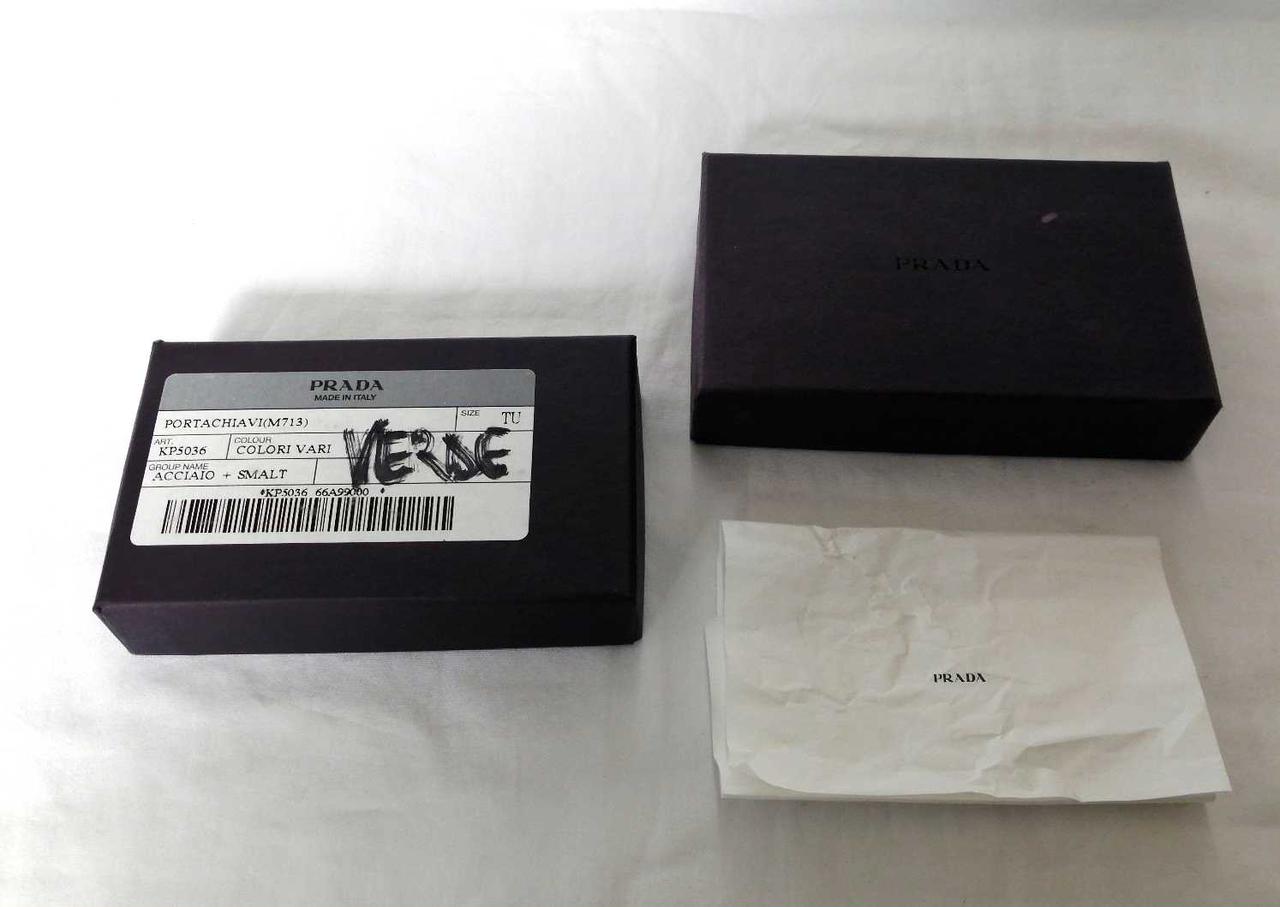 PRADA
MADE IN ITALY
PORTACHIAVI(M713)
SIZE TU
ART. KP5036
COLOUR COLORI VARI
VERDE
GROUP NAME
ACCIAIO + SMALT
*KP5036 66A99000 *
PRADA
PRADA